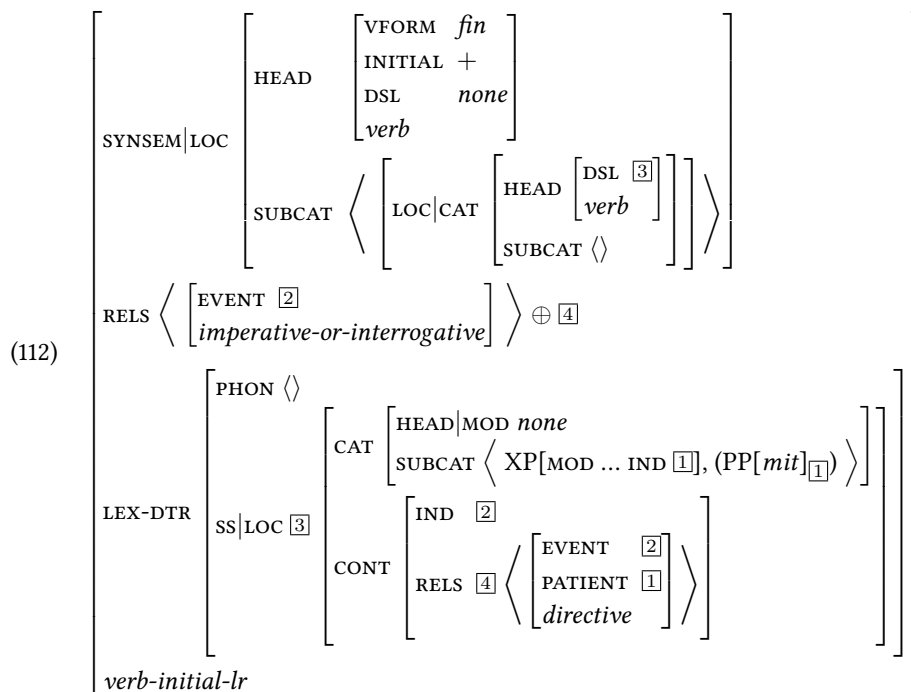 VFORM fin
INITIAL +
HEAD
DSL none
verb
SYNSEM|LOC
HEAD [DSL 3
verb]
SUBCAT ⟨ [LOC|CAT
SUBCAT ⟨⟩ ]] ⟩
RELS ⟨ [EVENT 2
imperative-or-interrogative] ⟩ ⊕ 4
(112)
PHON ⟨⟩
HEAD|MOD none
CAT
SUBCAT ⟨ XP[MOD … IND 1], (PP[mit]1) ⟩
LEX-DTR
SS|LOC 3
IND 2
EVENT 2
CONT
RELS 4 ⟨ PATIENT 1 ⟩
directive
verb-initial-lr